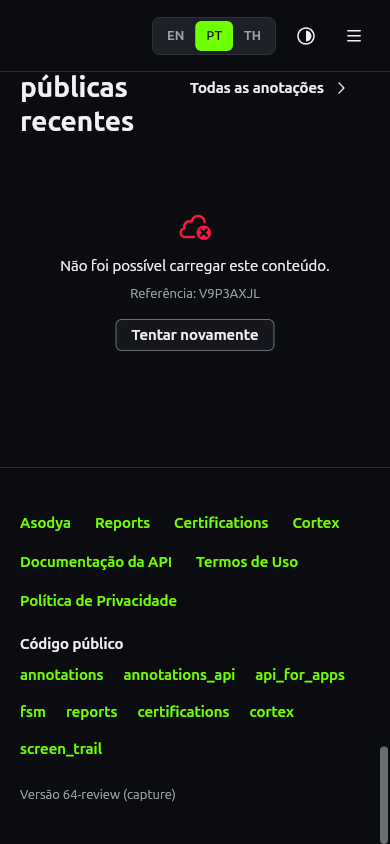 EN PT TH
públicas
recentes
Todas as anotações
Não foi possível carregar este conteúdo.
Referência: V9P3AXJL
Tentar novamente
Asodya Reports Certifications Cortex
Documentação da API Termos de Uso
Política de Privacidade
Código público
annotations annotations_api api_for_apps
fsm reports certifications cortex
screen_trail
Versão 64-review (capture)